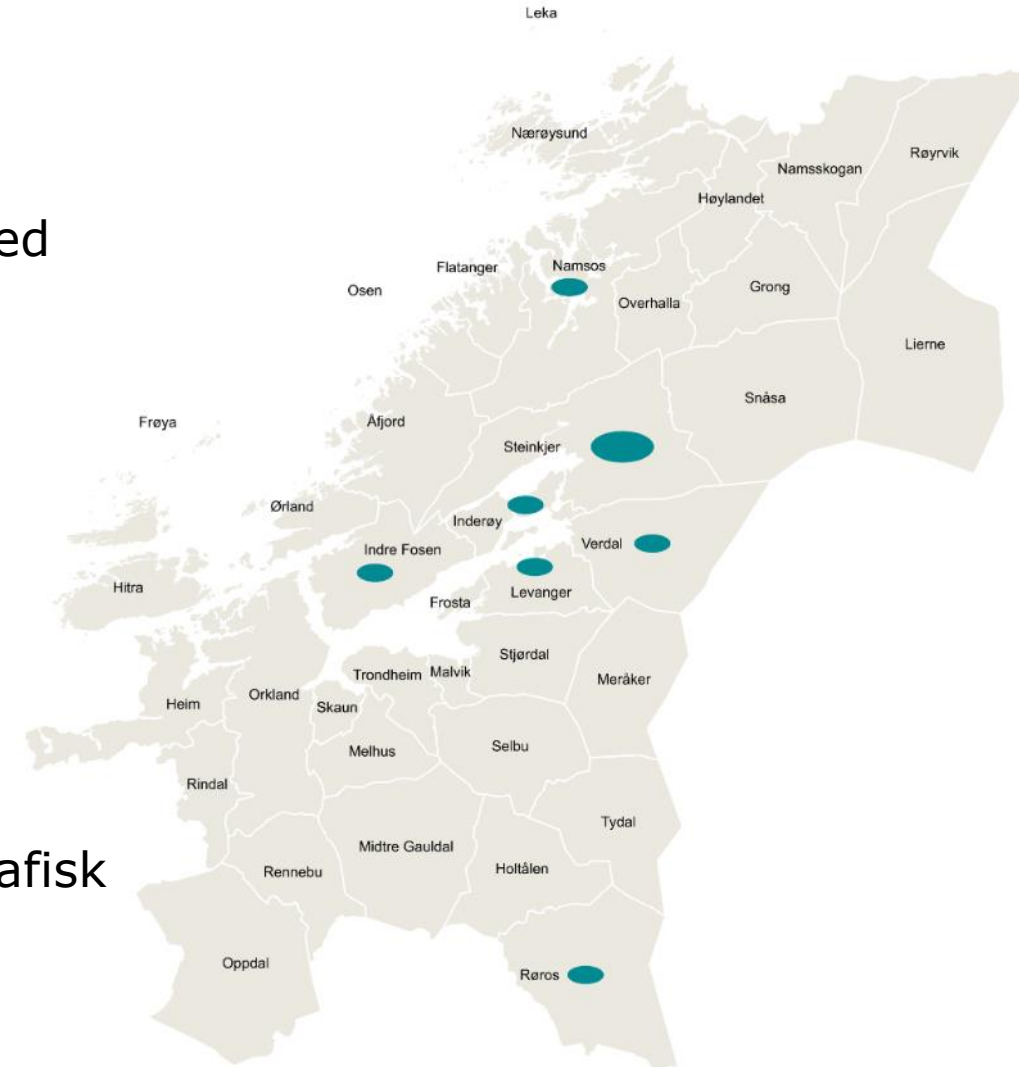 Leka
Nærøysund
Røyrvik
Namsskogan
Høylandet
ed
Flatanger
Namsos
Osen
Grong
Overhalla
Lierne
Snåsa
Frøya
Åfjord
Steinkjer
Ørland
Inderøy
Verdal
Indre Fosen
Hitra
Levanger
Frosta
Stjørdal
Trondheim
Malvik
Meråker
Orkland
Heim
Skaun
Selbu
Melhus
Rindal
Tydal
Midtre Gauldal
afisk
Rennebu
Holtålen
Oppdal
Røros